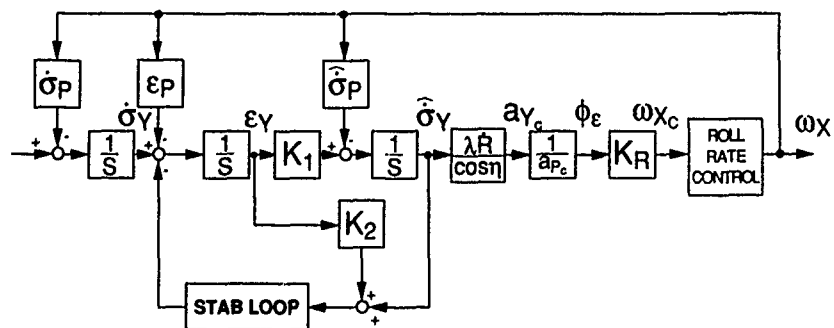 σ̇P
εP
σ̇̂P
+
-
1/S
σ̇Y
+
-
-
1/S
εY
K1
+
-
1/S
σ̇̂Y
λṘ/cosη
aYc
1/aPc
ϕε
KR
ωXc
ROLL
RATE
CONTROL
ωX
K2
+
+
STAB LOOP